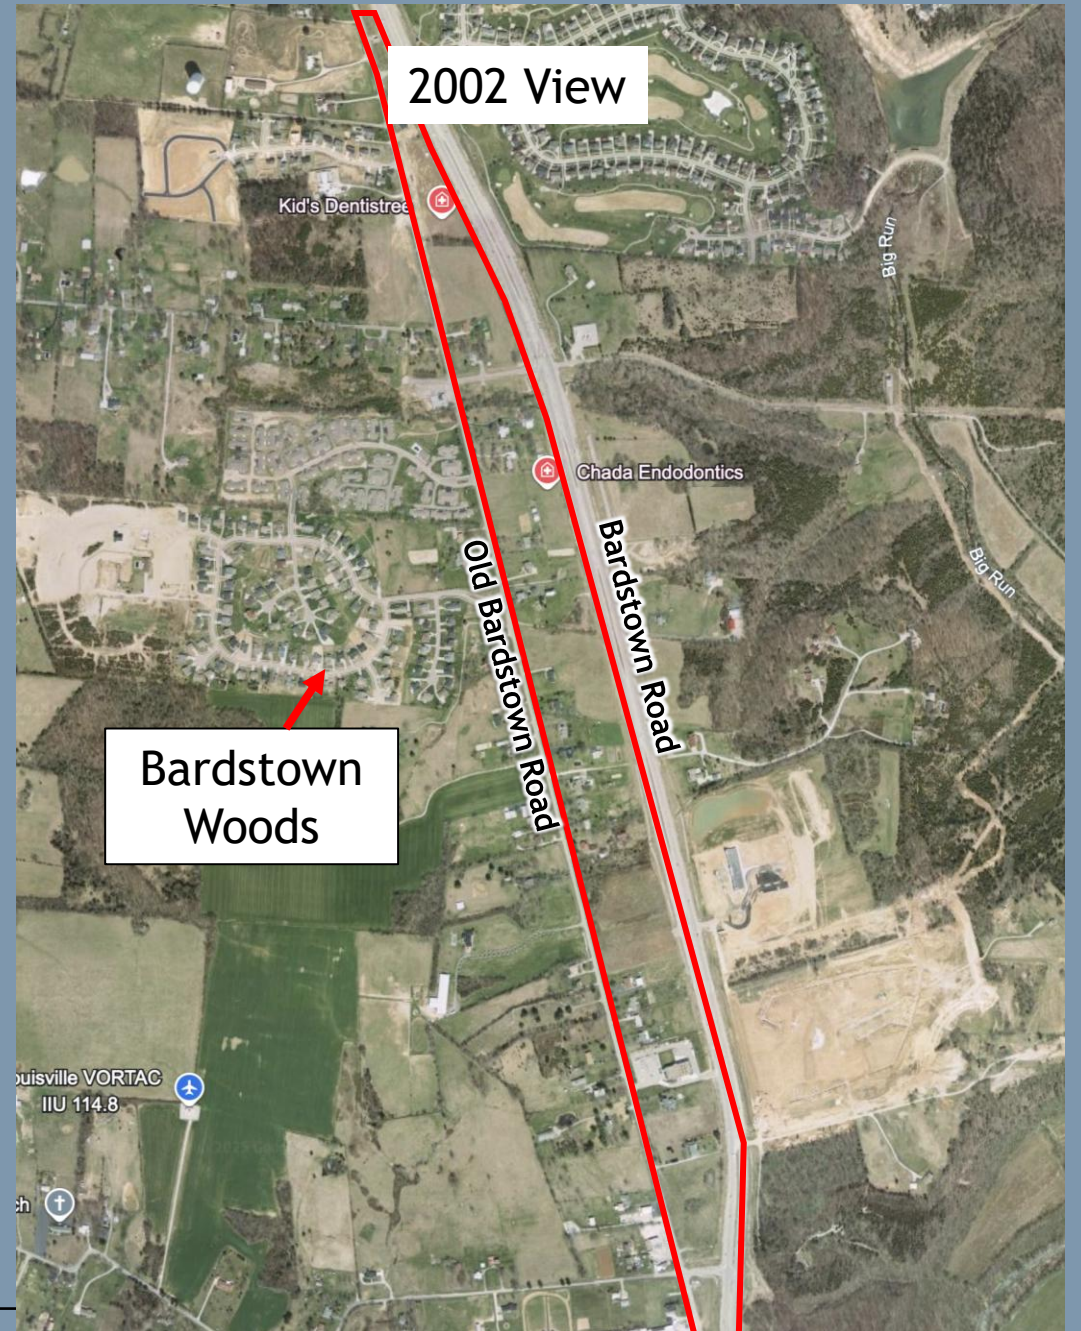 2002 View
Kid's Dentistree
Big Run
Chada Endodontics
Bardstown Road
Old Bardstown Road
Big Run
Bardstown
Woods
ouisville VORTAC
IIU 114.8
ch